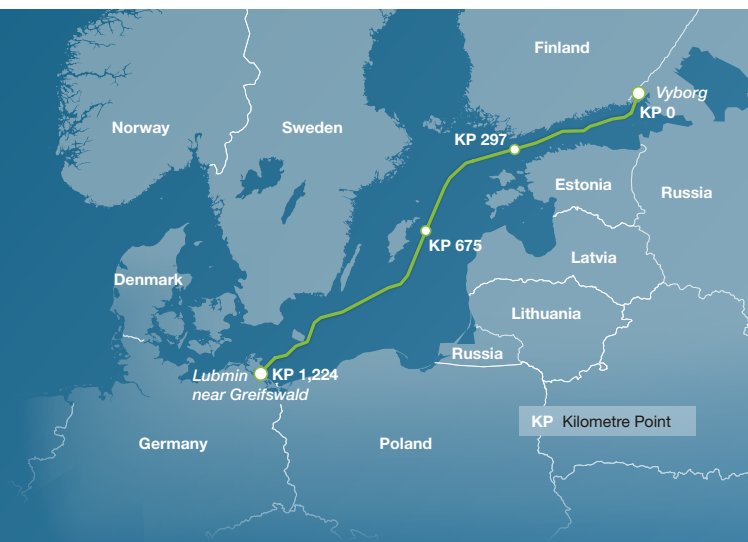 Finland
Vyborg
KP 0
Norway
Sweden
KP 297
Estonia
Russia
KP 675
Latvia
Denmark
Lithuania
Russia
Lubmin
near Greifswald
KP 1,224
KP Kilometre Point
Germany
Poland